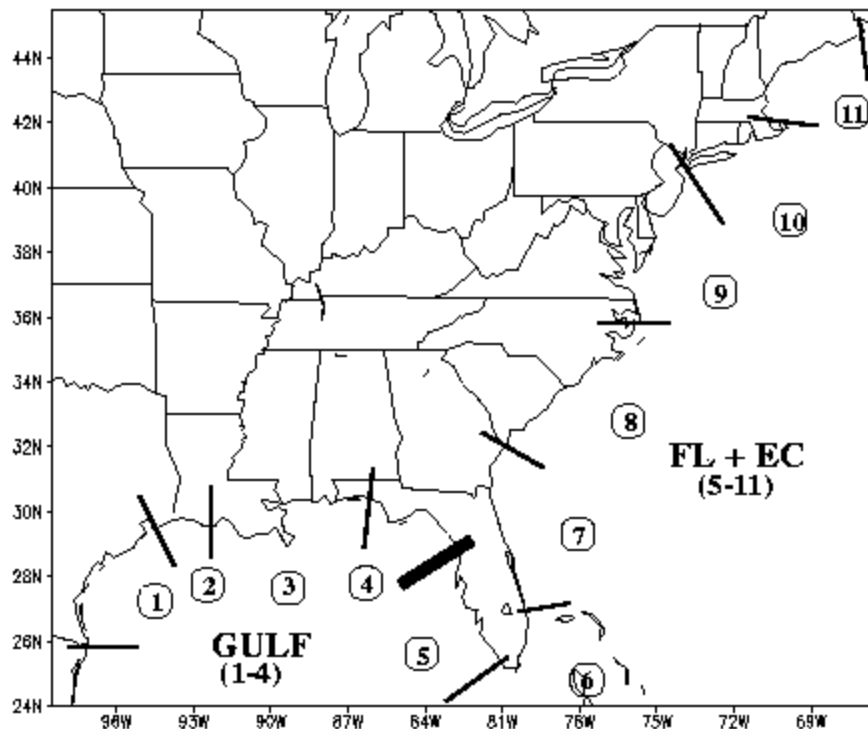 44N
42N
40N
38N
36N
34N
32N
30N
28N
26N
24N
11
10
9
8
FL + EC
(5-11)
7
1
2
3
4
GULF
(1-4)
5
6
96W
93W
90W
87W
84W
81W
78W
75W
72W
69W